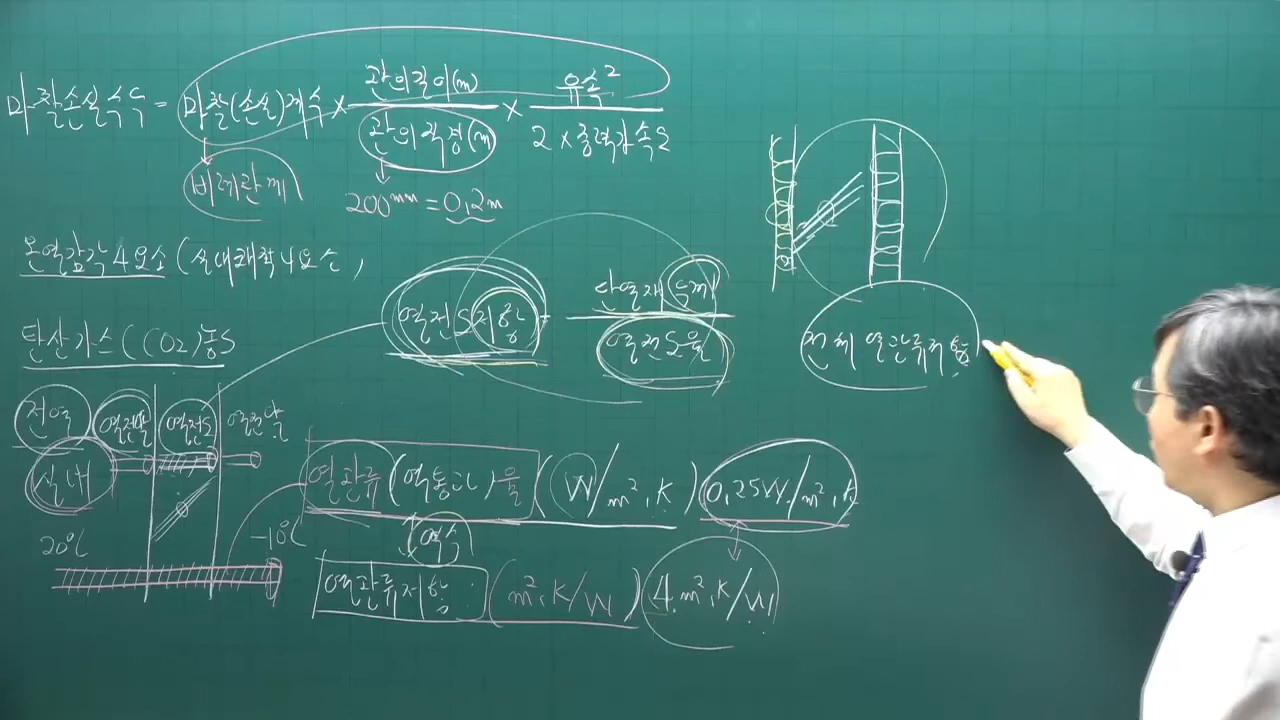 마찰손실수두 = 마찰(손실)계수 × 관의길이(m) / 관의직경(m) × 유속² / 2×중력가속도
비례관계
200mm = 0.2m
온열감각4요소 (실내쾌적4요소)
열전도저항 = 단열재두께 / 열전도율
전체 열관류저항
탄산가스(CO2)농도
전열 열전달 열전도 열전달
실내
열관류(열통과)율 (W/m².K) 0.25W/m².K
20℃
-10℃
역수
열관류저항 (m².K/W) 4.m².K/W